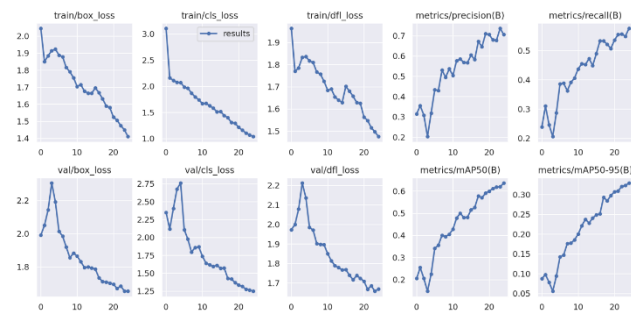 train/box_loss
train/cls_loss
train/dfl_loss
metrics/precision(B)
metrics/recall(B)
2.0
1.9
1.8
1.7
1.6
1.5
1.4
0 10 20
3.0
2.5
2.0
1.5
1.0
results
0 10 20
1.9
1.8
1.7
1.6
1.5
0 10 20
0.7
0.6
0.5
0.4
0.3
0.2
0 10 20
0.5
0.4
0.3
0.2
0 10 20
val/box_loss
val/cls_loss
val/dfl_loss
metrics/mAP50(B)
metrics/mAP50-95(B)
2.2
2.0
1.8
0 10 20
2.75
2.50
2.25
2.00
1.75
1.50
1.25
0 10 20
2.2
2.1
2.0
1.9
1.8
1.7
0 10 20
0.6
0.5
0.4
0.3
0.2
0 10 20
0.30
0.25
0.20
0.15
0.10
0.05
0 10 20